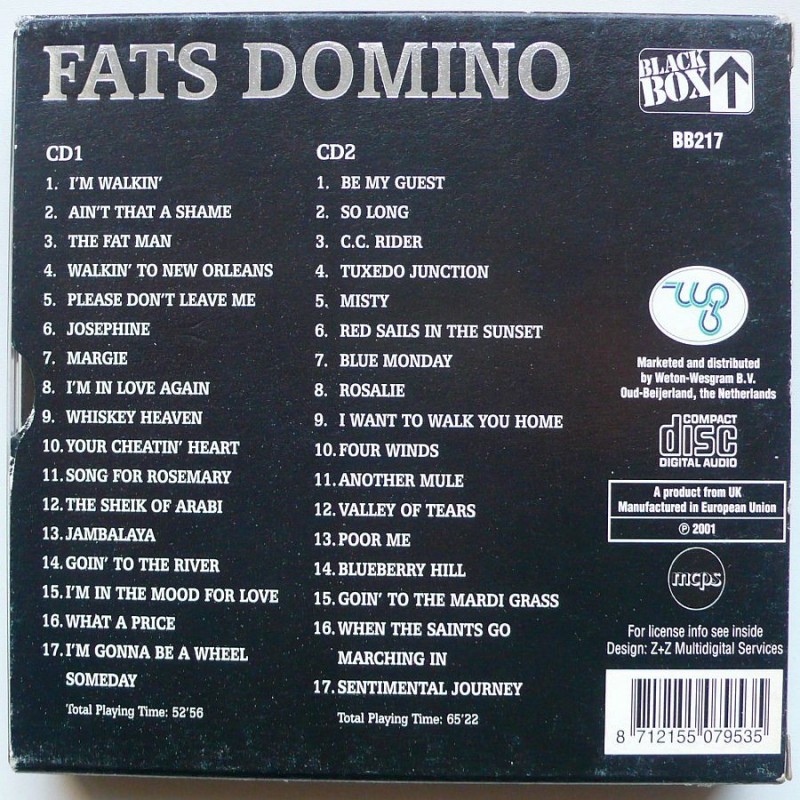 FATS DOMINO
BLACK
BOX
BB217
CD1
1. I'M WALKIN'
2. AIN'T THAT A SHAME
3. THE FAT MAN
4. WALKIN' TO NEW ORLEANS
5. PLEASE DON'T LEAVE ME
6. JOSEPHINE
7. MARGIE
8. I'M IN LOVE AGAIN
9. WHISKEY HEAVEN
10. YOUR CHEATIN' HEART
11. SONG FOR ROSEMARY
12. THE SHEIK OF ARABI
13. JAMBALAYA
14. GOIN' TO THE RIVER
15. I'M IN THE MOOD FOR LOVE
16. WHAT A PRICE
17. I'M GONNA BE A WHEEL
SOMEDAY
Total Playing Time: 52'56
CD2
1. BE MY GUEST
2. SO LONG
3. C.C. RIDER
4. TUXEDO JUNCTION
5. MISTY
6. RED SAILS IN THE SUNSET
7. BLUE MONDAY
8. ROSALIE
9. I WANT TO WALK YOU HOME
10. FOUR WINDS
11. ANOTHER MULE
12. VALLEY OF TEARS
13. POOR ME
14. BLUEBERRY HILL
15. GOIN' TO THE MARDI GRASS
16. WHEN THE SAINTS GO
MARCHING IN
17. SENTIMENTAL JOURNEY
Total Playing Time: 65'22
Marketed and distributed
by Weton-Wesgram B.V.
Oud-Beijerland, the Netherlands
COMPACT
disc
DIGITAL AUDIO
A product from UK
Manufactured in European Union
℗ 2001
mcps
For license info see inside
Design: Z+Z Multidigital Services
8 712155 079535